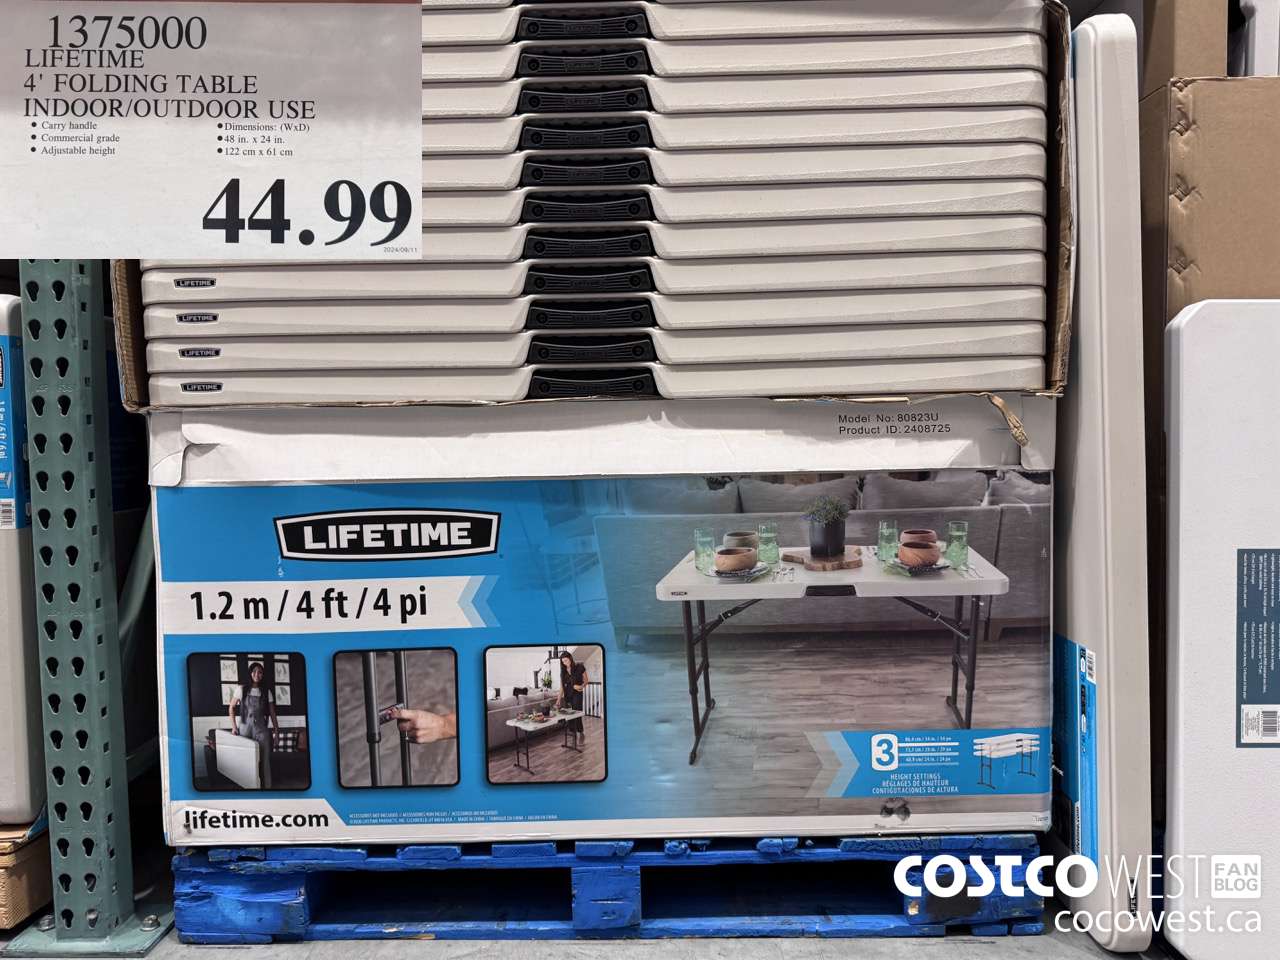 1375000
LIFETIME
4' FOLDING TABLE
INDOOR/OUTDOOR USE
• Carry handle
• Commercial grade
• Adjustable height
• Dimensions: (WxD)
• 48 in. x 24 in.
• 122 cm x 61 cm
44.99
2024/09/11
LIFETIME
LIFETIME
LIFETIME
LIFETIME
Model No: 80823U
Product ID: 2408725
LIFETIME
1.2 m / 4 ft / 4 pi
3
HEIGHT SETTINGS
RÉGLAGES DE HAUTEUR
CONFIGURACIONES DE ALTURA
lifetime.com
COSTCO WEST FAN BLOG
cocowest.ca